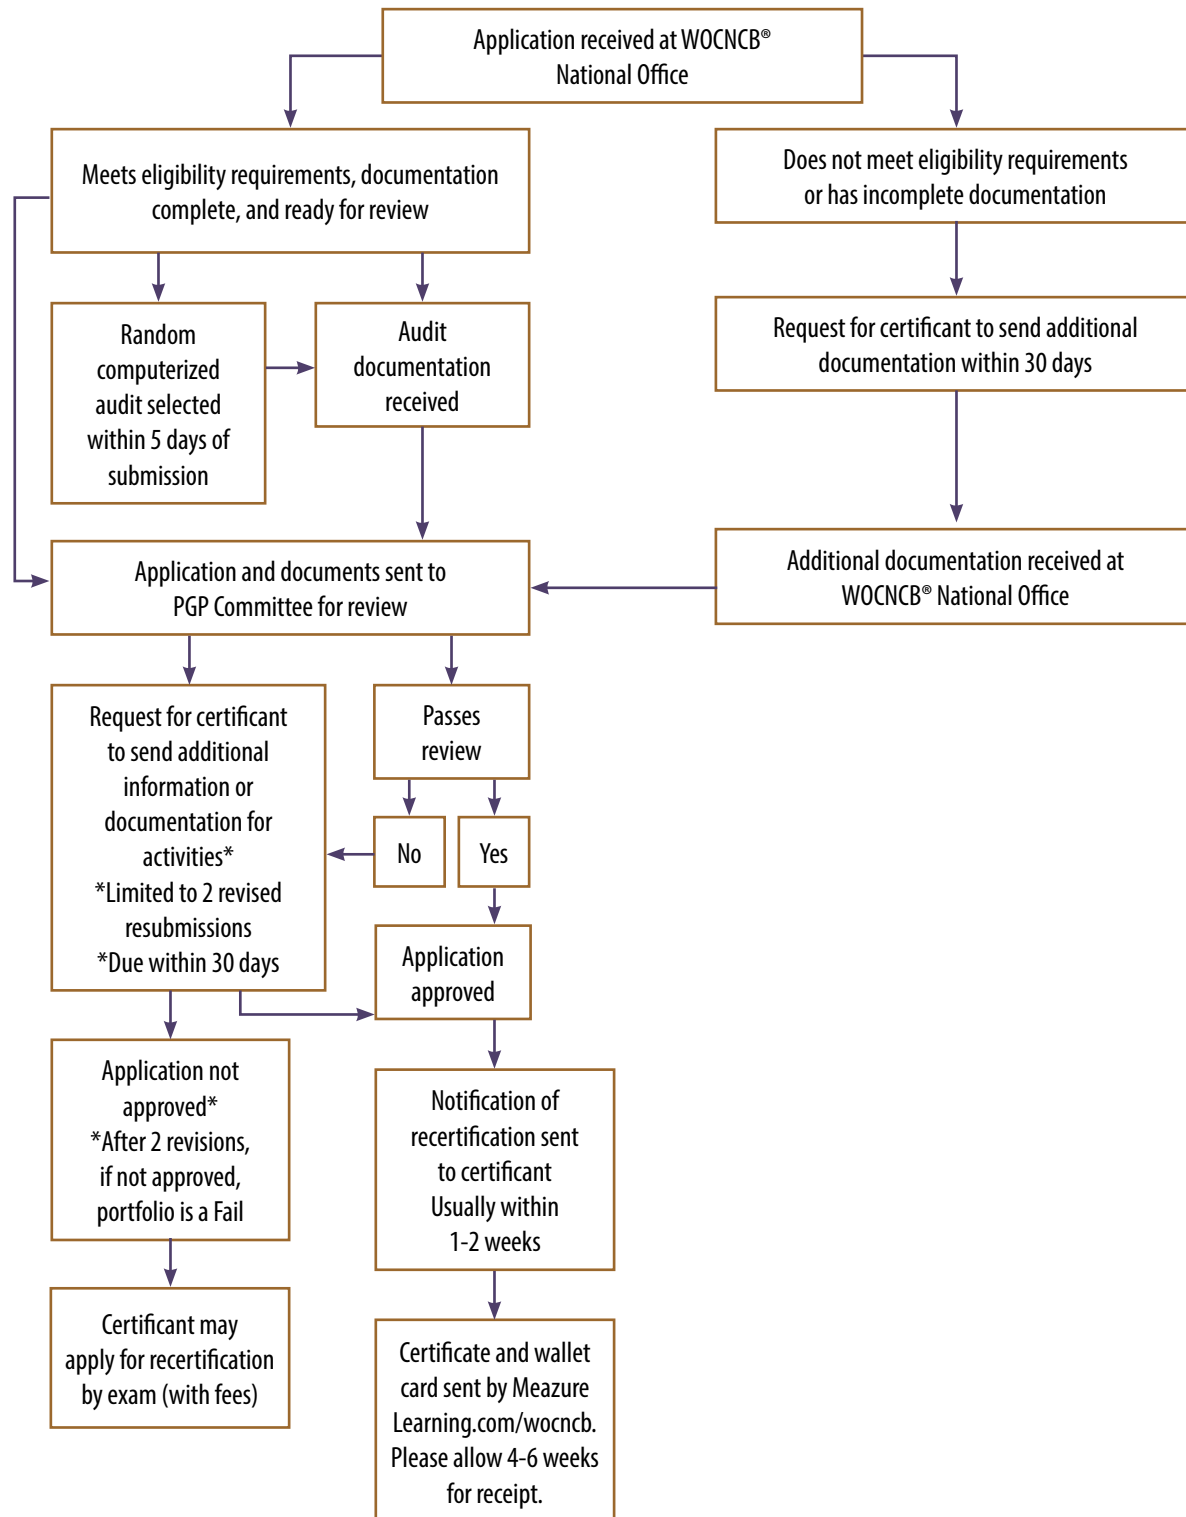 Application received at WOCNCB®
National Office
Meets eligibility requirements, documentation
complete, and ready for review
Does not meet eligibility requirements
or has incomplete documentation
Random
computerized
audit selected
within 5 days of
submission
Audit
documentation
received
Request for certificant to send additional
documentation within 30 days
Application and documents sent to
PGP Committee for review
Additional documentation received at
WOCNCB® National Office
Request for certificant
to send additional
information or
documentation for
activities*
*Limited to 2 revised
resubmissions
*Due within 30 days
Passes
review
No
Yes
Application
approved
Application not
approved*
*After 2 revisions,
if not approved,
portfolio is a Fail
Notification of
recertification sent
to certificant
Usually within
1-2 weeks
Certificant may
apply for recertification
by exam (with fees)
Certificate and wallet
card sent by Meazure
Learning.com/wocncb.
Please allow 4-6 weeks
for receipt.